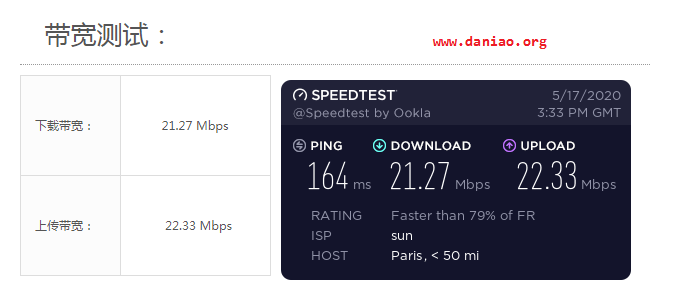 带宽测试：
www.daniao.org
下载带宽：
21.27 Mbps
上传带宽：
22.33 Mbps
SPEEDTEST
5/17/2020
@Speedtest by Ookla
3:33 PM GMT
PING
DOWNLOAD
UPLOAD
164 ms
21.27 Mbps
22.33 Mbps
RATING Faster than 79% of FR
ISP sun
HOST Paris, < 50 mi